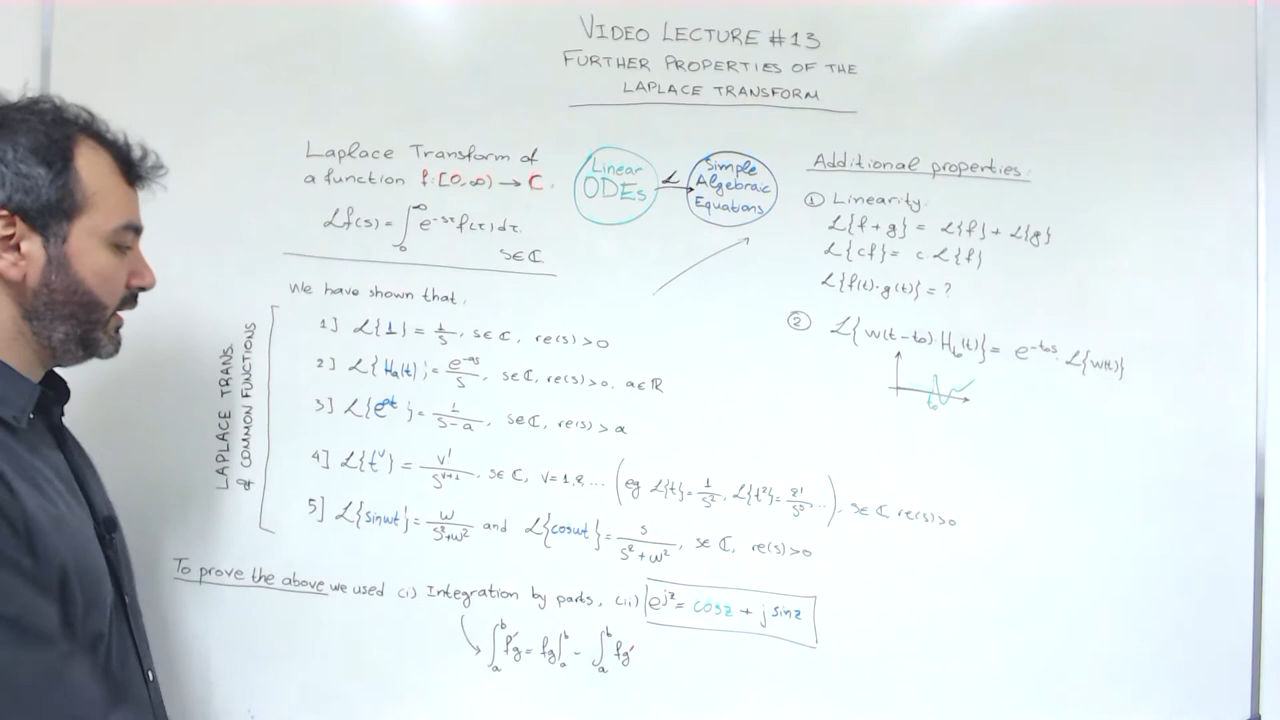 VIDEO LECTURE #13
FURTHER PROPERTIES OF THE
LAPLACE TRANSFORM
Laplace Transform of
a function f:[0,∞) → C.
ℒf(s) = ∫₀^∞ e^{-sτ} f(τ) dτ.
s∈ℂ
Linear
ODEs
ℒ
Simple
Algebraic
Equations
We have shown that,
LAPLACE TRANS.
of COMMON FUNCTIONS
1] ℒ{1} = 1/s, s∈ℂ, re(s)>0
2] ℒ{Hₐ(t)} = e^{-as}/s, s∈ℂ, re(s)>0, a∈ℝ
3] ℒ{e^{at}} = 1/(s-a), s∈ℂ, re(s)>a
4] ℒ{t^ν} = ν!/s^{ν+1}, s∈ℂ, ν=1,2,... (eg ℒ{t}=1/s², ℒ{t²}=2!/s³...), s∈ℂ, re(s)>0
5] ℒ{sinωt} = ω/(s²+ω²) and ℒ{cosωt} = s/(s²+ω²), s∈ℂ, re(s)>0
To prove the above we used (i) Integration by parts, (ii) e^{jz} = cosz + j sinz
∫ₐᵇ f'g = fg|ₐᵇ - ∫ₐᵇ fg'
Additional properties:
① Linearity.
ℒ{f+g} = ℒ{f} + ℒ{g}
ℒ{cf} = c·ℒ{f}
ℒ{f(t)·g(t)} = ?
② ℒ{w(t-t₀)·H_{t₀}(t)} = e^{-t₀s}·ℒ{w(t)}
t₀